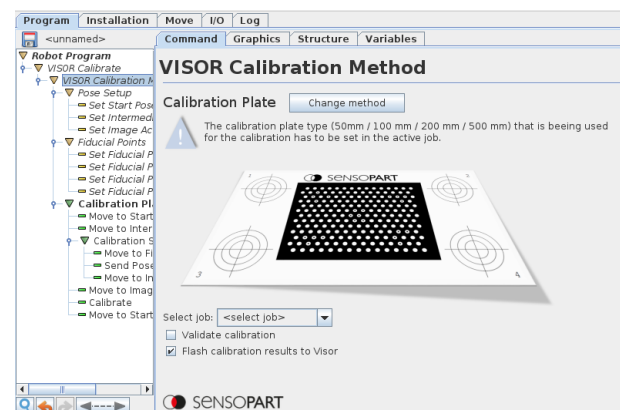 Program Installation Move I/O Log
<unnamed>
Command Graphics Structure Variables
Robot Program
VISOR Calibrate
VISOR Calibration M
Pose Setup
Set Start Pose
Set Intermedi
Set Image Ac
Fiducial Points
Set Fiducial P
Set Fiducial P
Set Fiducial P
Set Fiducial P
Calibration Pl
Move to Start
Move to Inter
Calibration S
Move to Fi
Send Pose
Move to In
Move to Imag
Calibrate
Move to Start
VISOR Calibration Method
Calibration Plate Change method
The calibration plate type (50mm / 100 mm / 200 mm / 500 mm) that is beeing used
for the calibration has to be set in the active job.
SENSOPART
3
4
Select job: <select job>
Validate calibration
Flash calibration results to Visor
SENSOPART